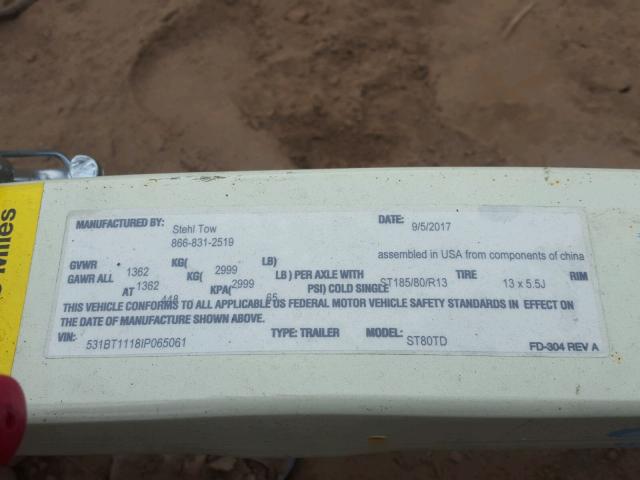 MANUFACTURED BY: Stehl Tow DATE: 9/5/2017
866-831-2519
assembled in USA from components of china
GVWR 1362 KG( 2999 LB)
GAWR ALL 1362 KG( 2999 LB ) PER AXLE WITH ST185/80/R13 TIRE 13 x 5.5J RIM
AT 448 KPA( 65 PSI) COLD SINGLE
THIS VEHICLE CONFORMS TO ALL APPLICABLE US FEDERAL MOTOR VEHICLE SAFETY STANDARDS IN EFFECT ON
THE DATE OF MANUFACTURE SHOWN ABOVE.
VIN: 531BT1118IP065061 TYPE: TRAILER MODEL: ST80TD
FD-304 REV A
Miles